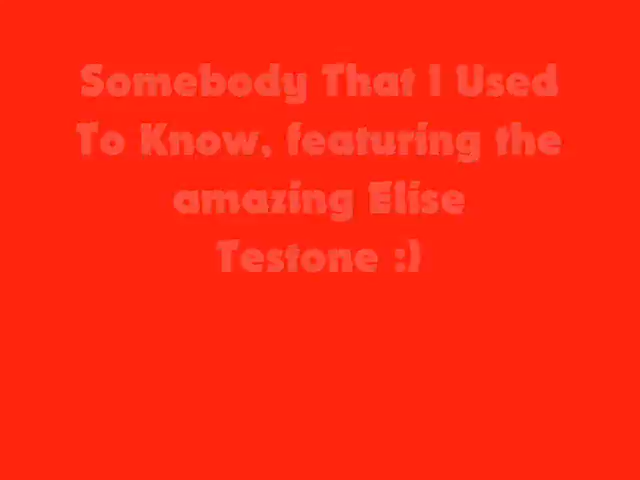 Somebody That I Used
To Know, featuring the
amazing Elise
Testone :)